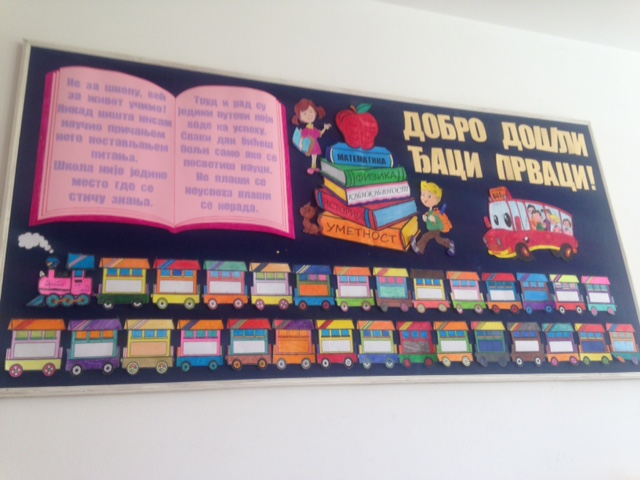 Не за школу, већ
за живот учимо!
Никад ништа нисам
научио причањем
него постављањем
питања.
Школа није једино
место где се
стичу знања.
Труд и рад су
једини путеви који
воде ка успеху.
Сваки дан бићеш
бољи само ако се
посветиш науци.
Не плаши се
неуспеха плаши
се нерада.
МАТЕМАТИКА
ФИЗИКА
КЊИЖЕВНОСТ
ИСТОРИЈА
УМЕТНОСТ
ДОБРО ДОШЛИ
ЂАЦИ ПРВАЦИ!